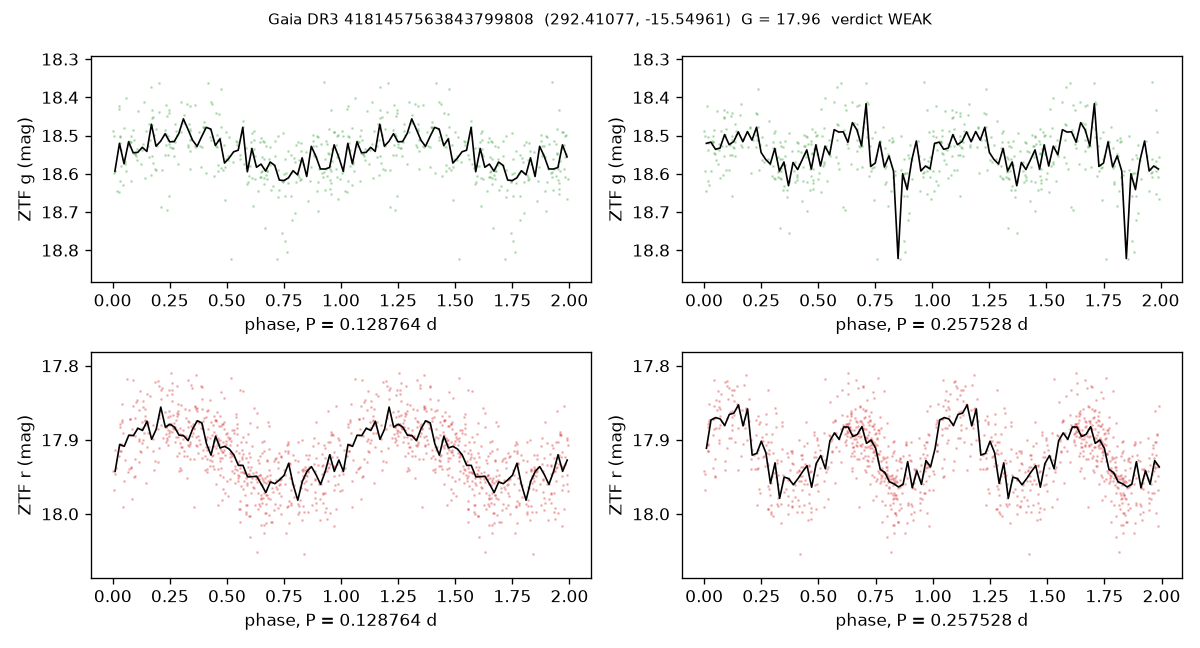 Gaia DR3 4181457563843799808 (292.41077, -15.54961) G = 17.96 verdict WEAK
18.3
18.4
18.5
18.6
18.7
18.8
ZTF g (mag)
0.00 0.25 0.50 0.75 1.00 1.25 1.50 1.75 2.00
phase, P = 0.128764 d
18.3
18.4
18.5
18.6
18.7
18.8
ZTF g (mag)
0.00 0.25 0.50 0.75 1.00 1.25 1.50 1.75 2.00
phase, P = 0.257528 d
17.8
17.9
18.0
ZTF r (mag)
0.00 0.25 0.50 0.75 1.00 1.25 1.50 1.75 2.00
phase, P = 0.128764 d
17.8
17.9
18.0
ZTF r (mag)
0.00 0.25 0.50 0.75 1.00 1.25 1.50 1.75 2.00
phase, P = 0.257528 d